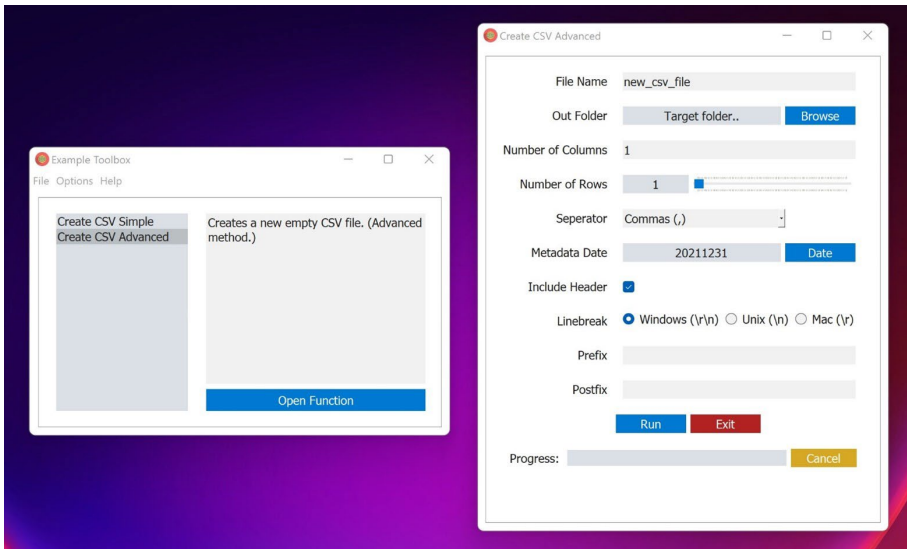 Example Toolbox
File Options Help
Create CSV Simple
Create CSV Advanced
Creates a new empty CSV file. (Advanced
method.)
Open Function
Create CSV Advanced
File Name new_csv_file
Out Folder Target folder.. Browse
Number of Columns 1
Number of Rows 1
Seperator Commas (,)
Metadata Date 20211231 Date
Include Header
Linebreak Windows (\r\n) Unix (\n) Mac (\r)
Prefix
Postfix
Run Exit
Progress: Cancel